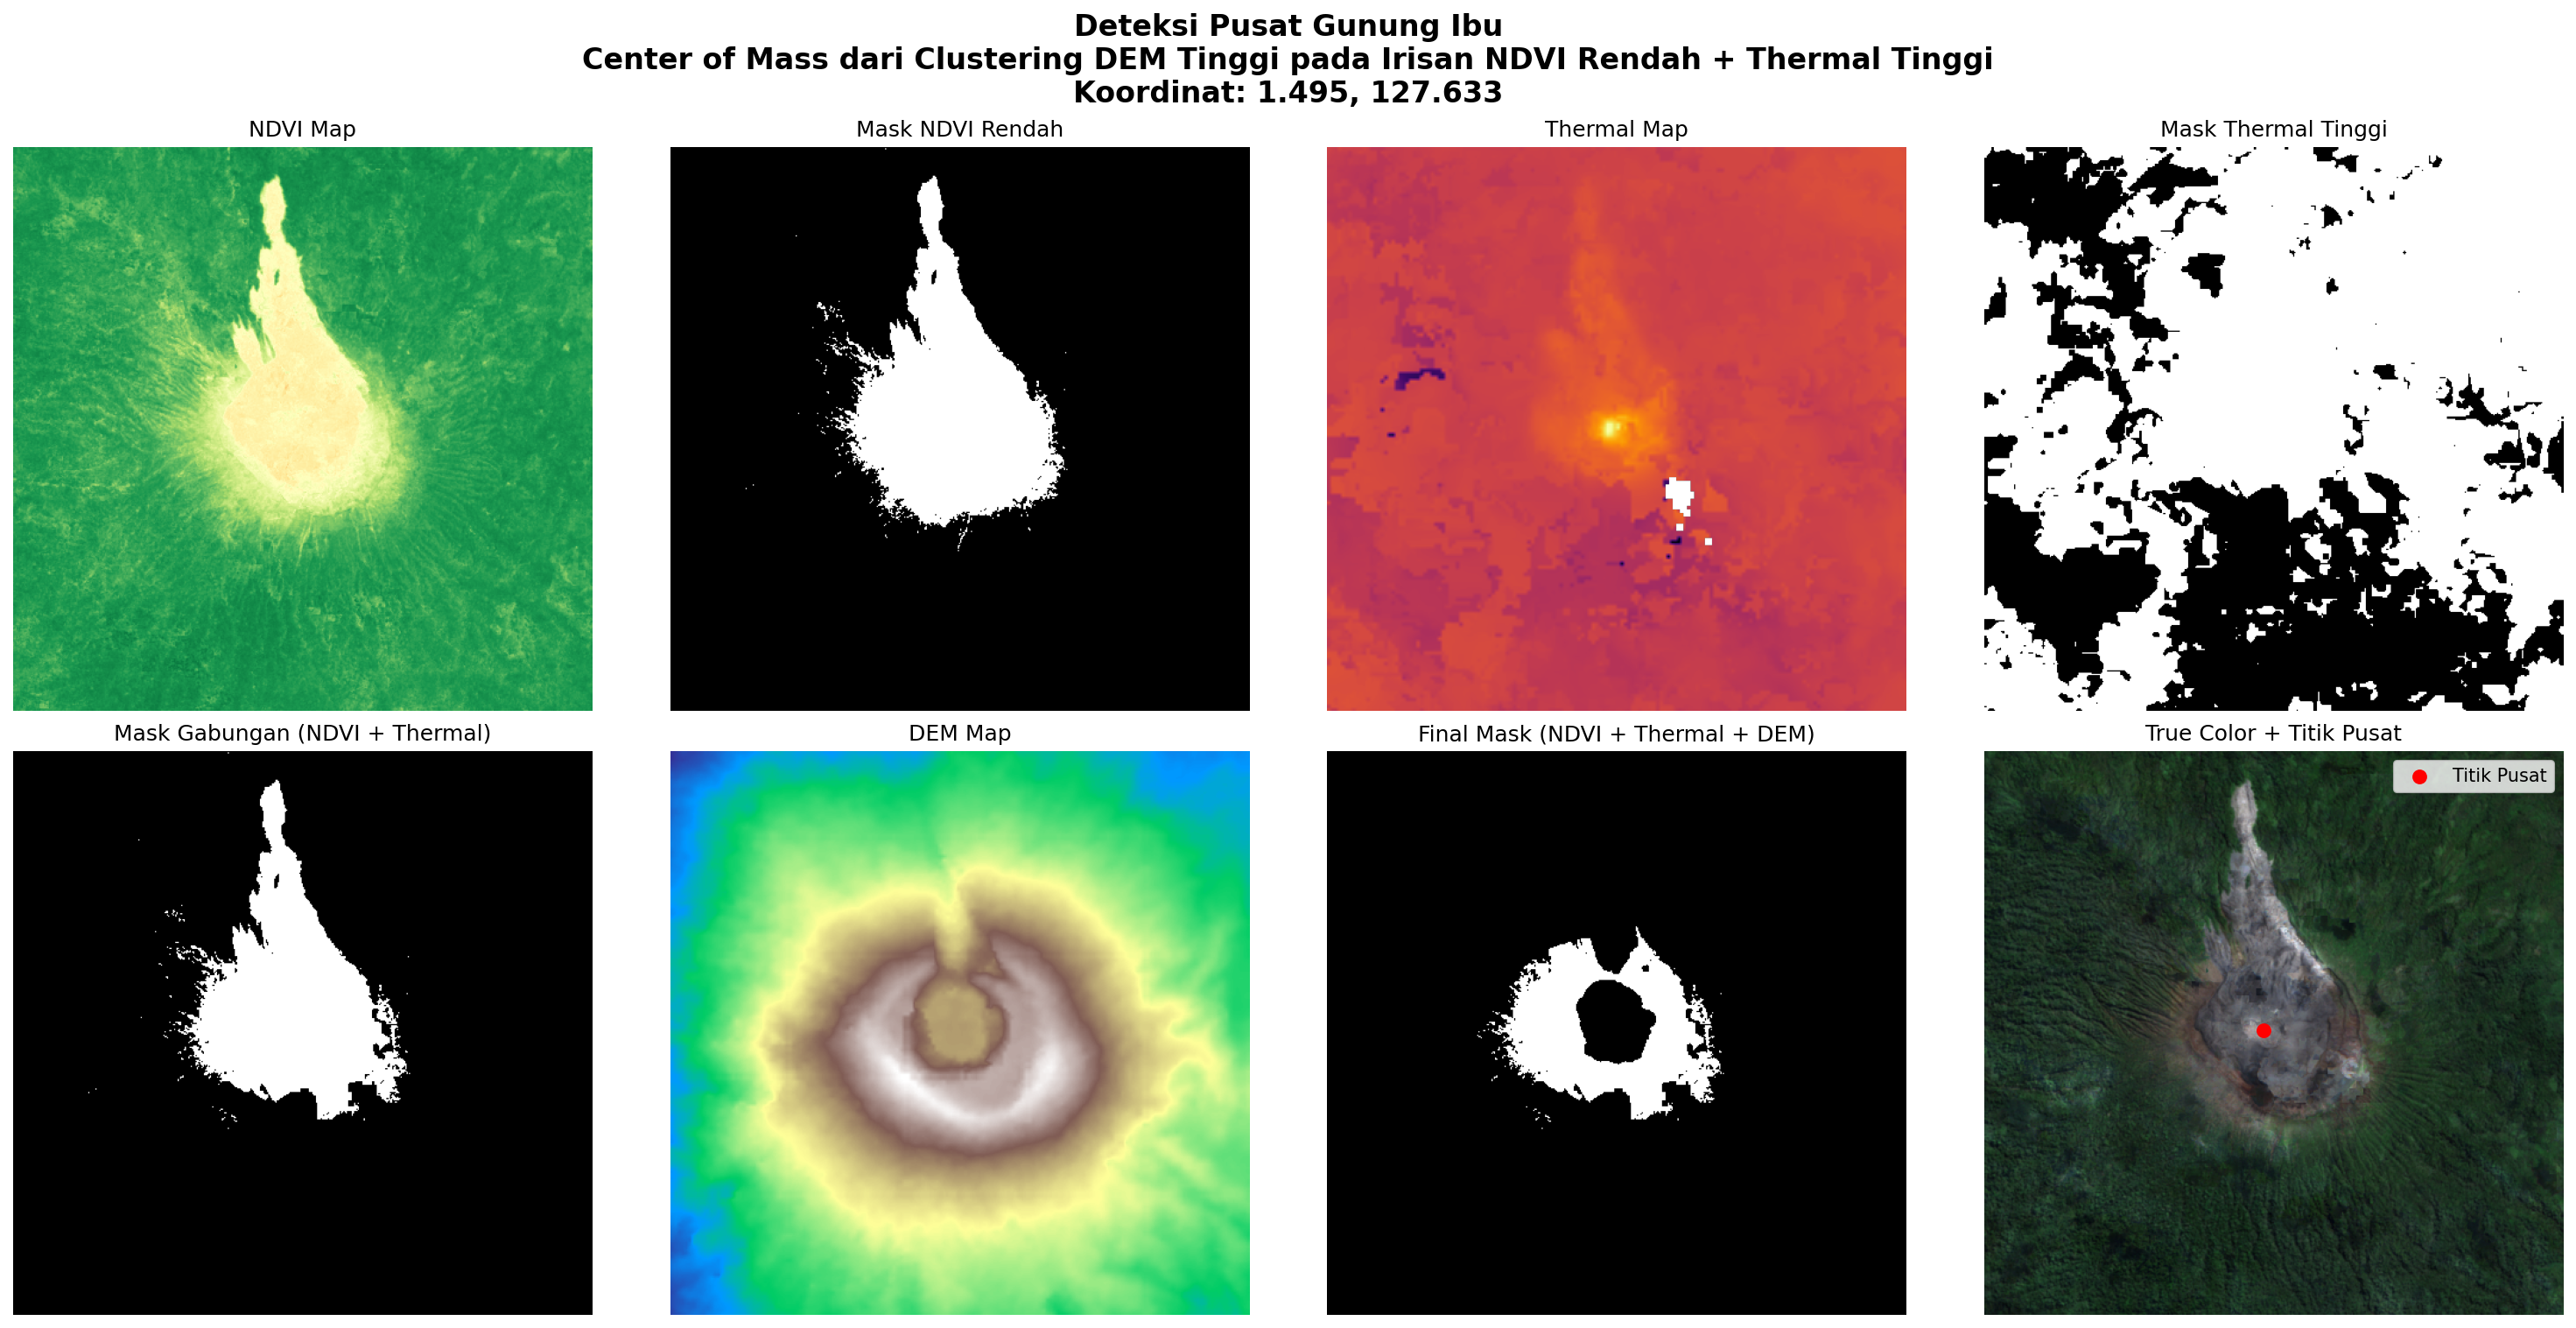 Deteksi Pusat Gunung Ibu
Center of Mass dari Clustering DEM Tinggi pada Irisan NDVI Rendah + Thermal Tinggi
Koordinat: 1.495, 127.633
NDVI Map
Mask NDVI Rendah
Thermal Map
Mask Thermal Tinggi
Mask Gabungan (NDVI + Thermal)
DEM Map
Final Mask (NDVI + Thermal + DEM)
True Color + Titik Pusat
Titik Pusat